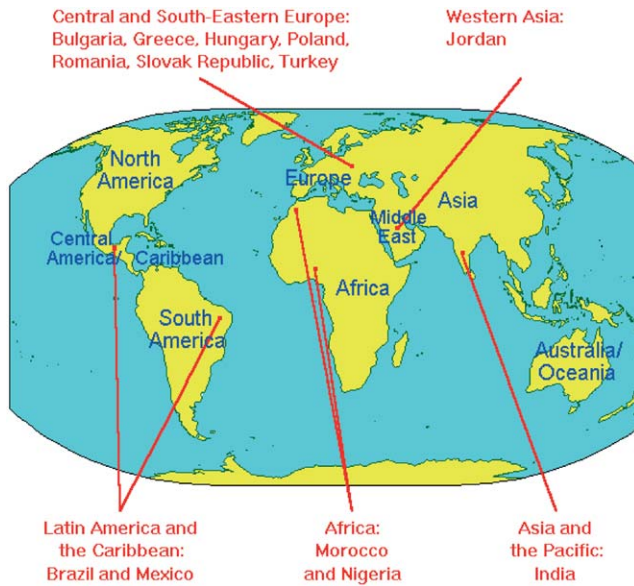 Central and South-Eastern Europe:
Bulgaria, Greece, Hungary, Poland,
Romania, Slovak Republic, Turkey
Western Asia:
Jordan
North
America
Europe
Asia
Middle
East
Central
America/ Caribbean
Africa
South
America
Australia/
Oceania
Latin America and
the Caribbean:
Brazil and Mexico
Africa:
Morocco
and Nigeria
Asia and
the Pacific:
India